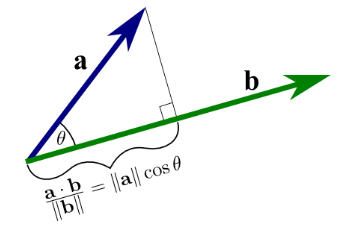 a
b
θ
a · b / ‖b‖ = ‖a‖ cos θ